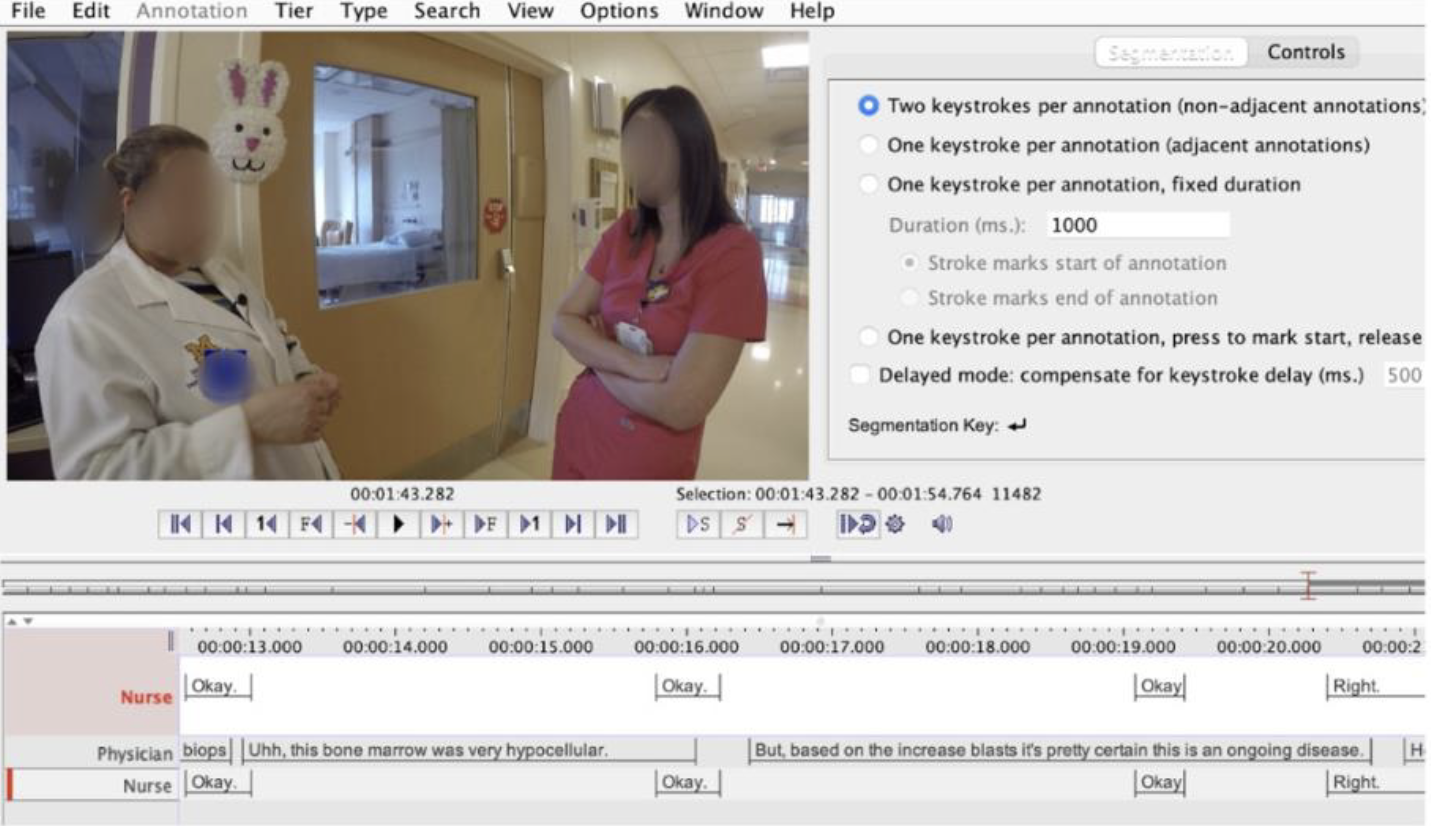 File Edit Annotation Tier Type Search View Options Window Help
Segmentation Controls
Two keystrokes per annotation (non-adjacent annotations)
One keystroke per annotation (adjacent annotations)
One keystroke per annotation, fixed duration
Duration (ms.): 1000
Stroke marks start of annotation
Stroke marks end of annotation
One keystroke per annotation, press to mark start, release
Delayed mode: compensate for keystroke delay (ms.) 500
Segmentation Key: ↵
STOP
00:01:43.282 Selection: 00:01:43.282 - 00:01:54.764 11482
1 F F 1 S S
00:00:13.000 00:00:14.000 00:00:15.000 00:00:16.000 00:00:17.000 00:00:18.000 00:00:19.000 00:00:20.000 00:00:2
Nurse Okay. Okay. Okay Right.
Physician biops Uhh, this bone marrow was very hypocellular. But, based on the increase blasts it's pretty certain this is an ongoing disease. H
Nurse Okay. Okay. Okay Right.